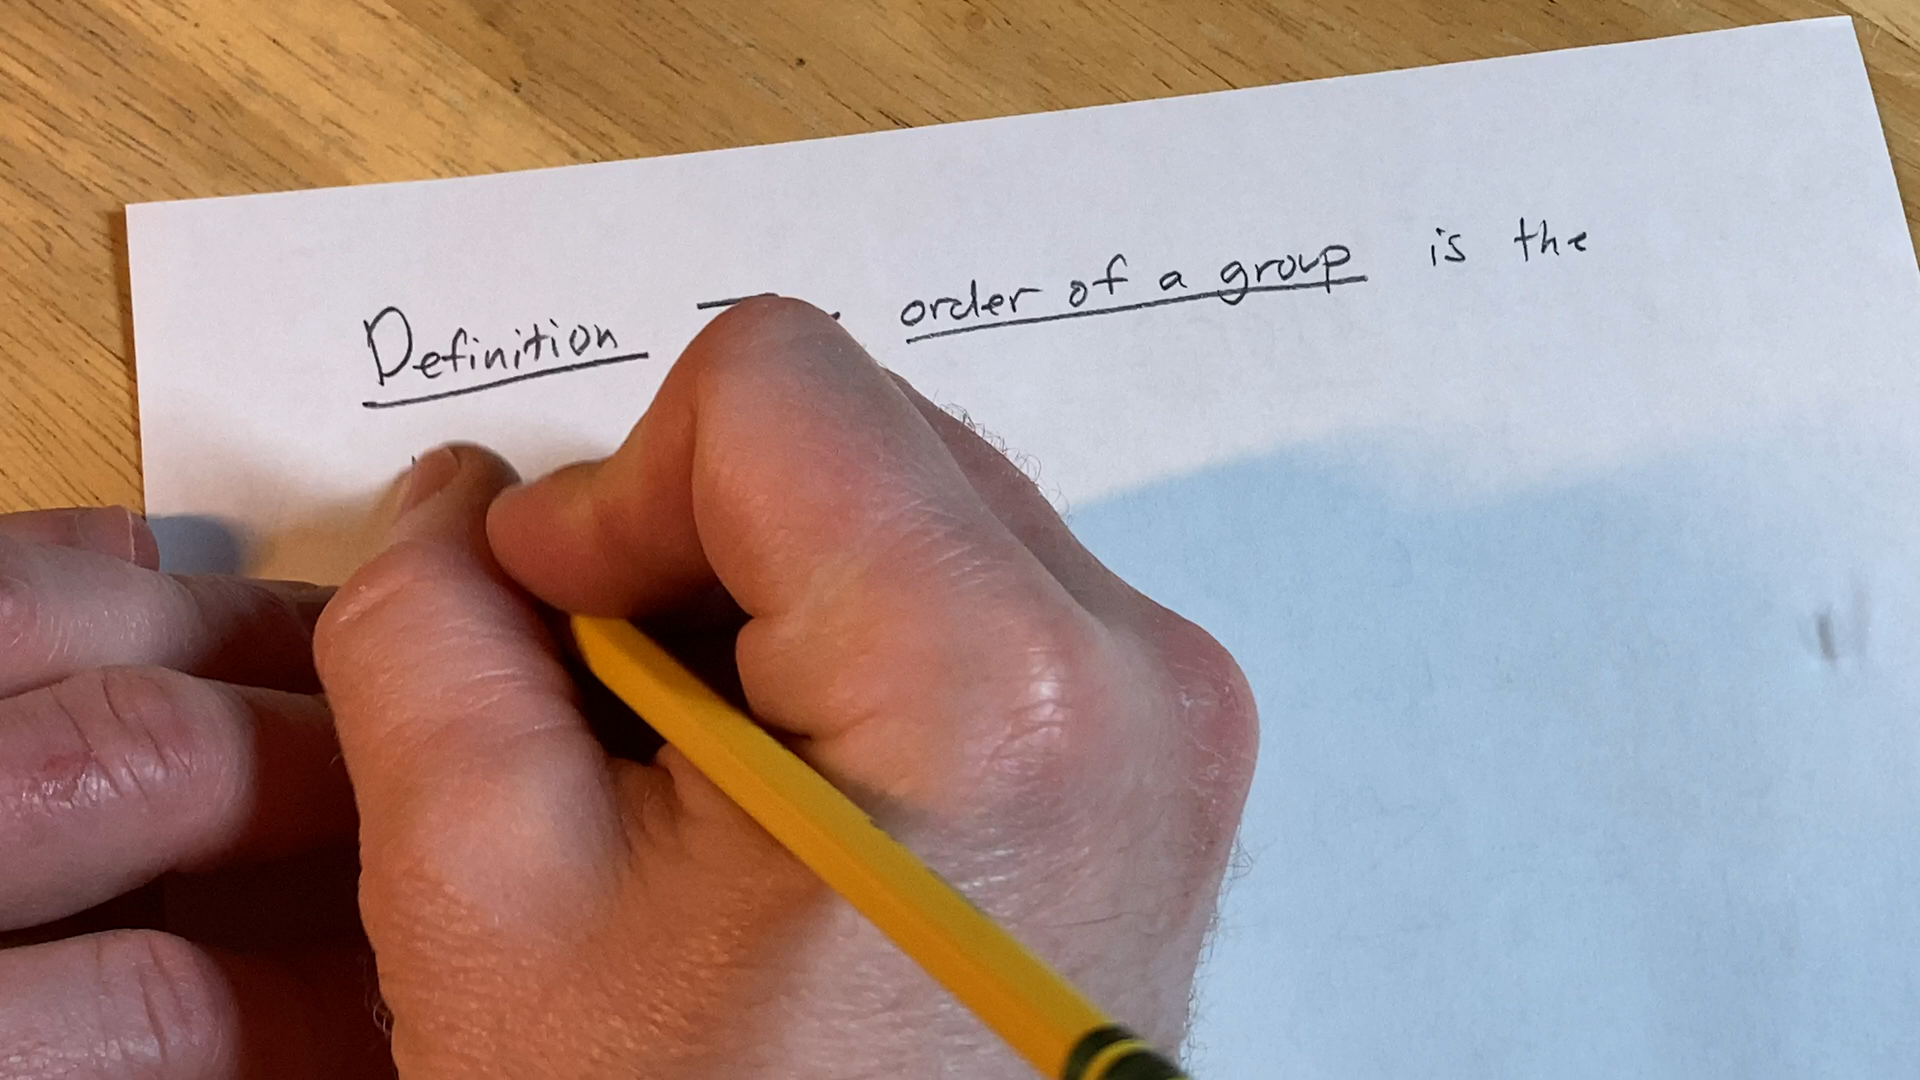 Definition order of a group is the